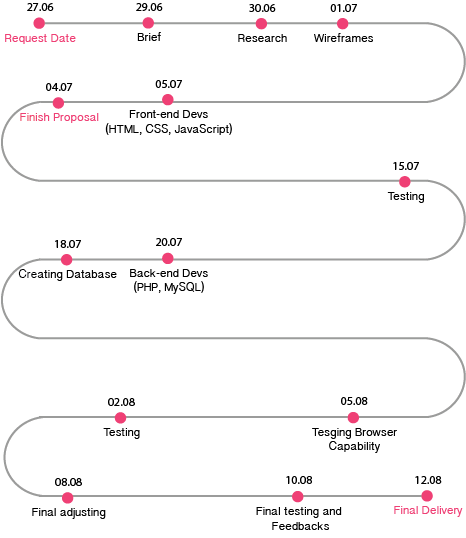 27.06
29.06
30.06
01.07
Request Date
Brief
Research
Wireframes
04.07
05.07
Finish Proposal
Front-end Devs
(HTML, CSS, JavaScript)
15.07
Testing
18.07
20.07
Creating Database
Back-end Devs
(PHP, MySQL)
02.08
05.08
Testing
Tesging Browser
Capability
08.08
10.08
12.08
Final adjusting
Final testing and
Feedbacks
Final Delivery